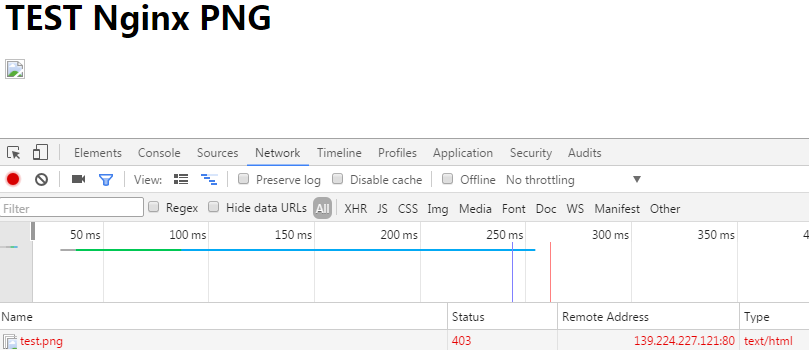 TEST Nginx PNG
Elements Console Sources Network Timeline Profiles Application Security Audits
View: Preserve log Disable cache Offline No throttling
Filter Regex Hide data URLs All XHR JS CSS Img Media Font Doc WS Manifest Other
50 ms 100 ms 150 ms 200 ms 250 ms 300 ms 350 ms 4
Name Status Remote Address Type
test.png 403 139.224.227.121:80 text/html